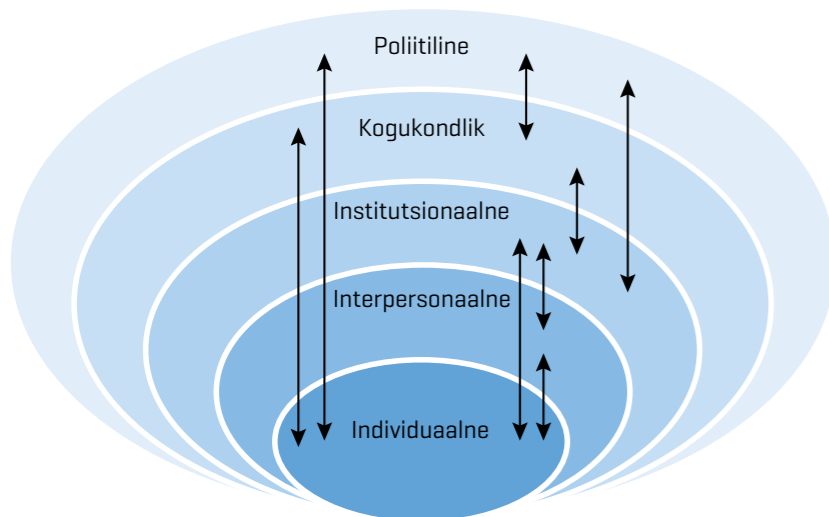 Poliitiline
Kogukondlik
Institutsionaalne
Interpersonaalne
Individuaalne